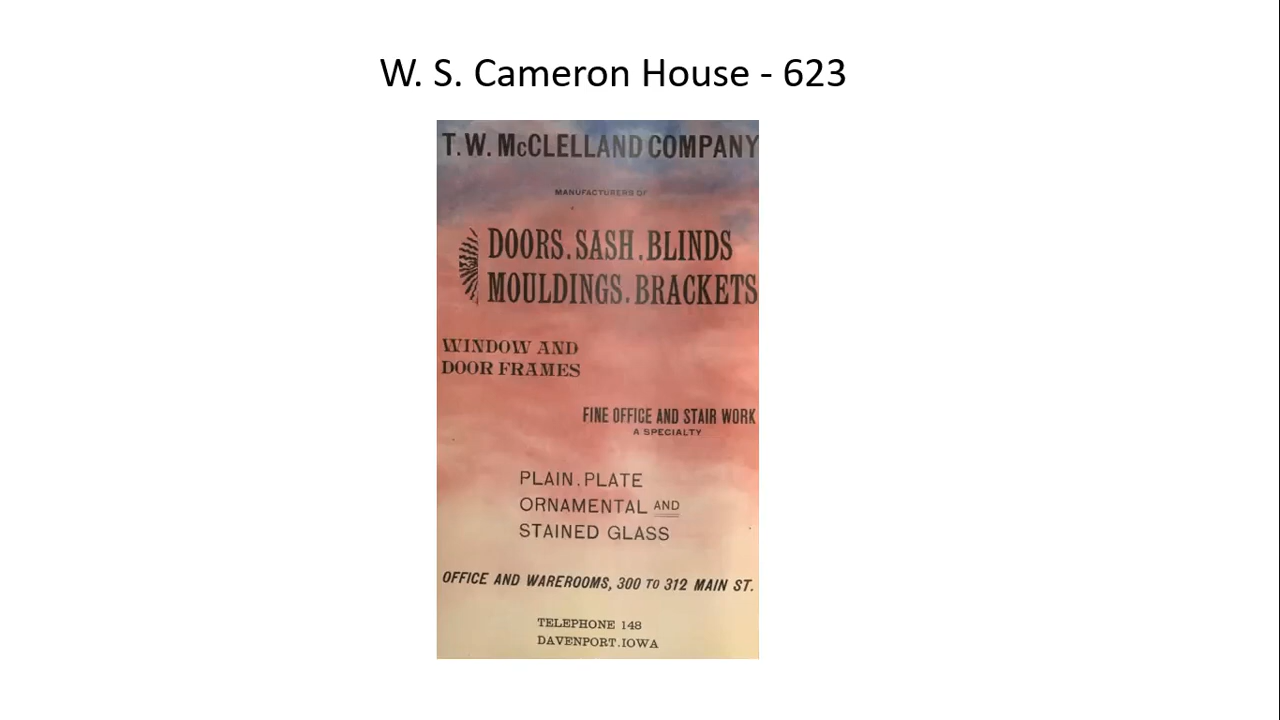 W. S. Cameron House - 623
T. W. McCLELLAND COMPANY
MANUFACTURERS OF
DOORS. SASH. BLINDS
MOULDINGS. BRACKETS
WINDOW AND
DOOR FRAMES
FINE OFFICE AND STAIR WORK
A SPECIALTY
PLAIN. PLATE
ORNAMENTAL AND
STAINED GLASS
OFFICE AND WAREROOMS, 300 TO 312 MAIN ST.
TELEPHONE 148
DAVENPORT. IOWA